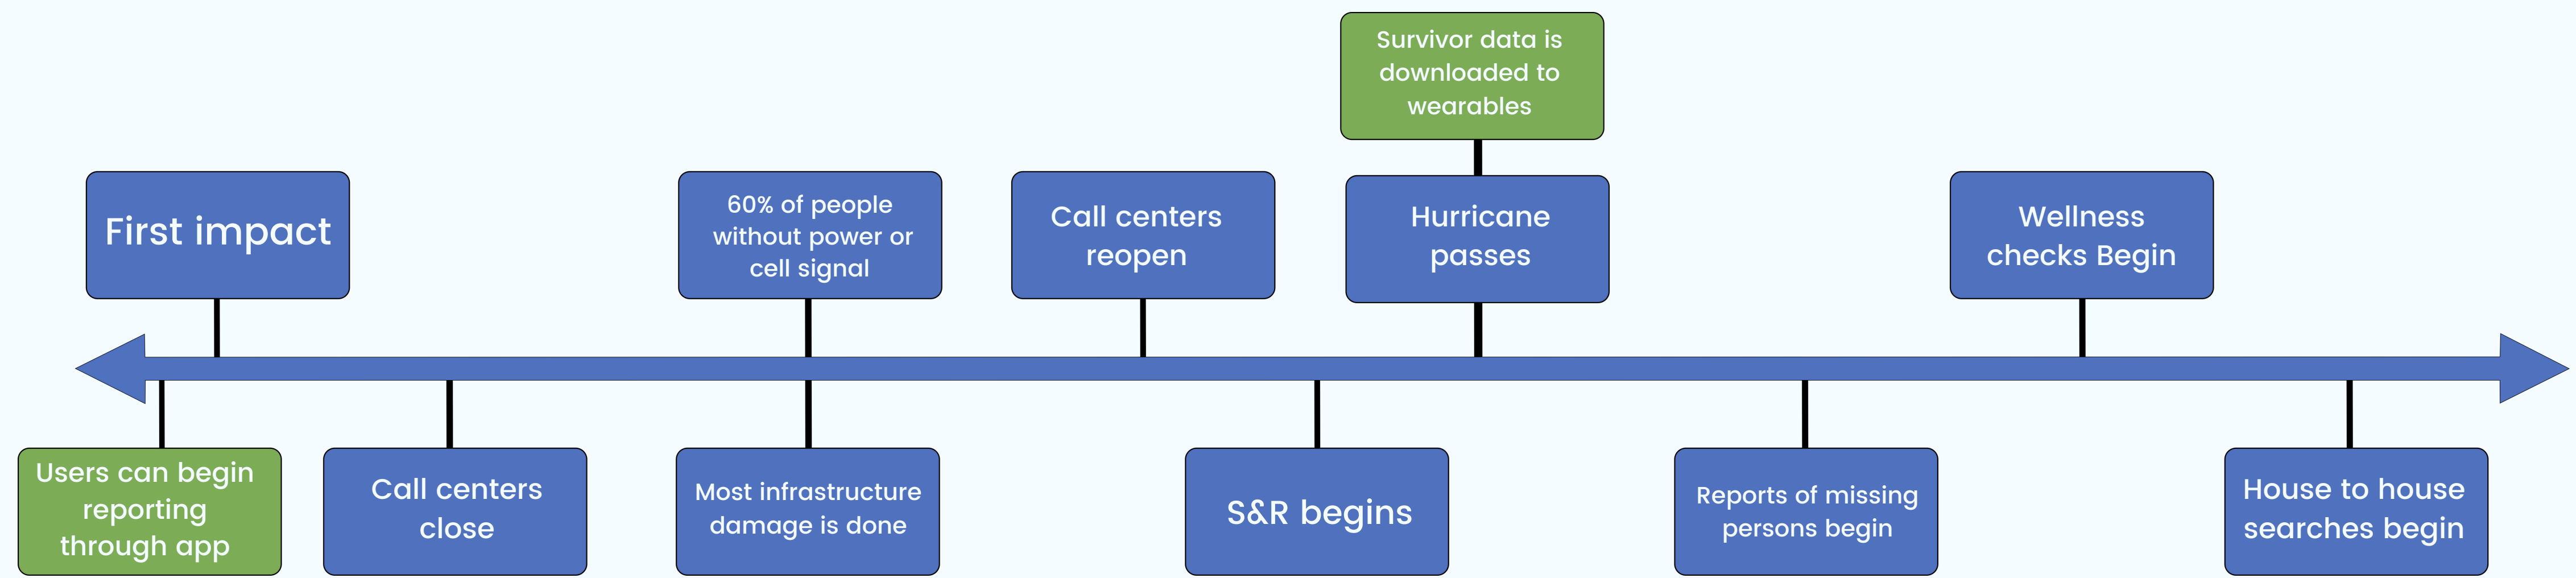 Survivor data is
downloaded to
wearables
First impact
60% of people
without power or
cell signal
Call centers
reopen
Hurricane
passes
Wellness
checks Begin
Users can begin
reporting
through app
Call centers
close
Most infrastructure
damage is done
S&R begins
Reports of missing
persons begin
House to house
searches begin